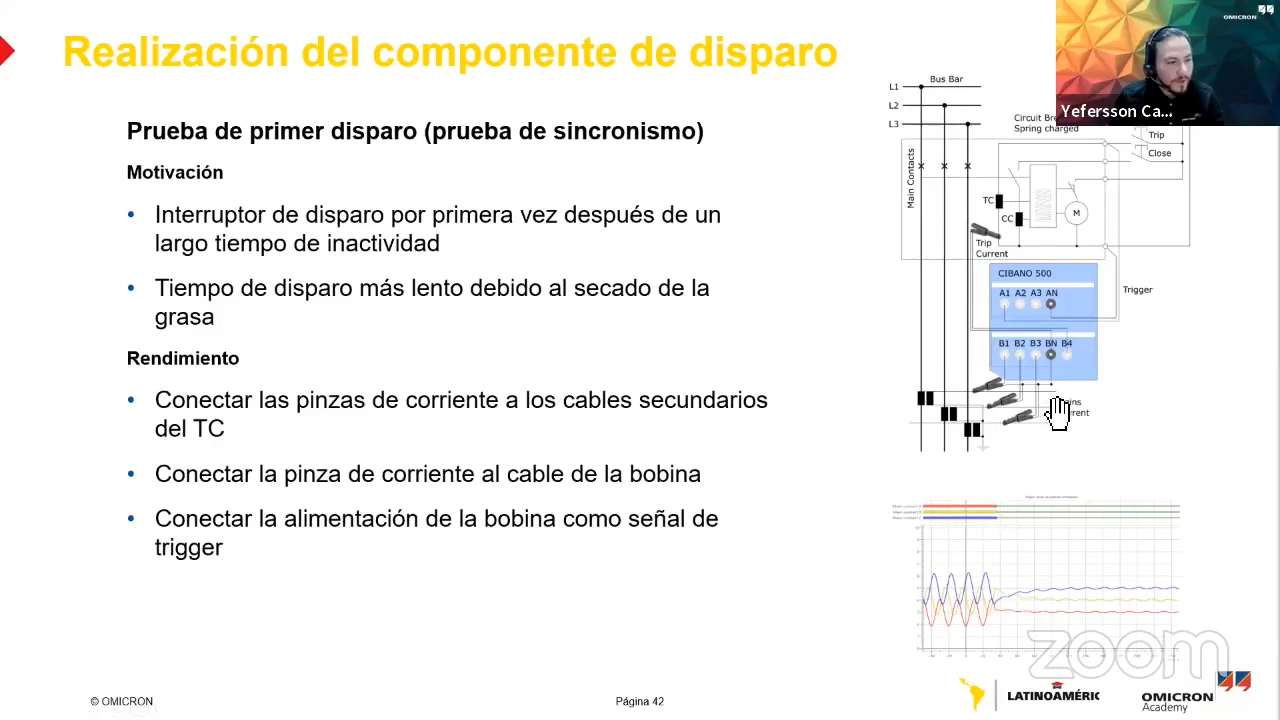 Realización del componente de disparo
OMICRON
Yefersson Ca...
Prueba de primer disparo (prueba de sincronismo)
Motivación
• Interruptor de disparo por primera vez después de un
largo tiempo de inactividad
• Tiempo de disparo más lento debido al secado de la
grasa
Rendimiento
• Conectar las pinzas de corriente a los cables secundarios
del TC
• Conectar la pinza de corriente al cable de la bobina
• Conectar la alimentación de la bobina como señal de
trigger
Bus Bar
L1
L2
L3
Circuit
Spring charged
Trip
Close
Main Contacts
TC
CC
M
Trip
Current
CIBANO 500
A1 A2 A3 AN
Trigger
B1 B2 B3 BN B4
zoom
© OMICRON
Página 42
LATINOAMÉRIC
OMICRON
Academy